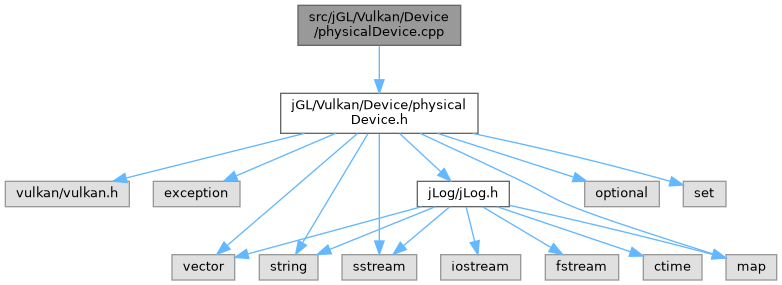 src/jGL/Vulkan/Device
/physicalDevice.cpp
jGL/Vulkan/Device/physical
Device.h
vulkan/vulkan.h
exception
jLog/jLog.h
optional
set
vector
string
sstream
iostream
fstream
ctime
map